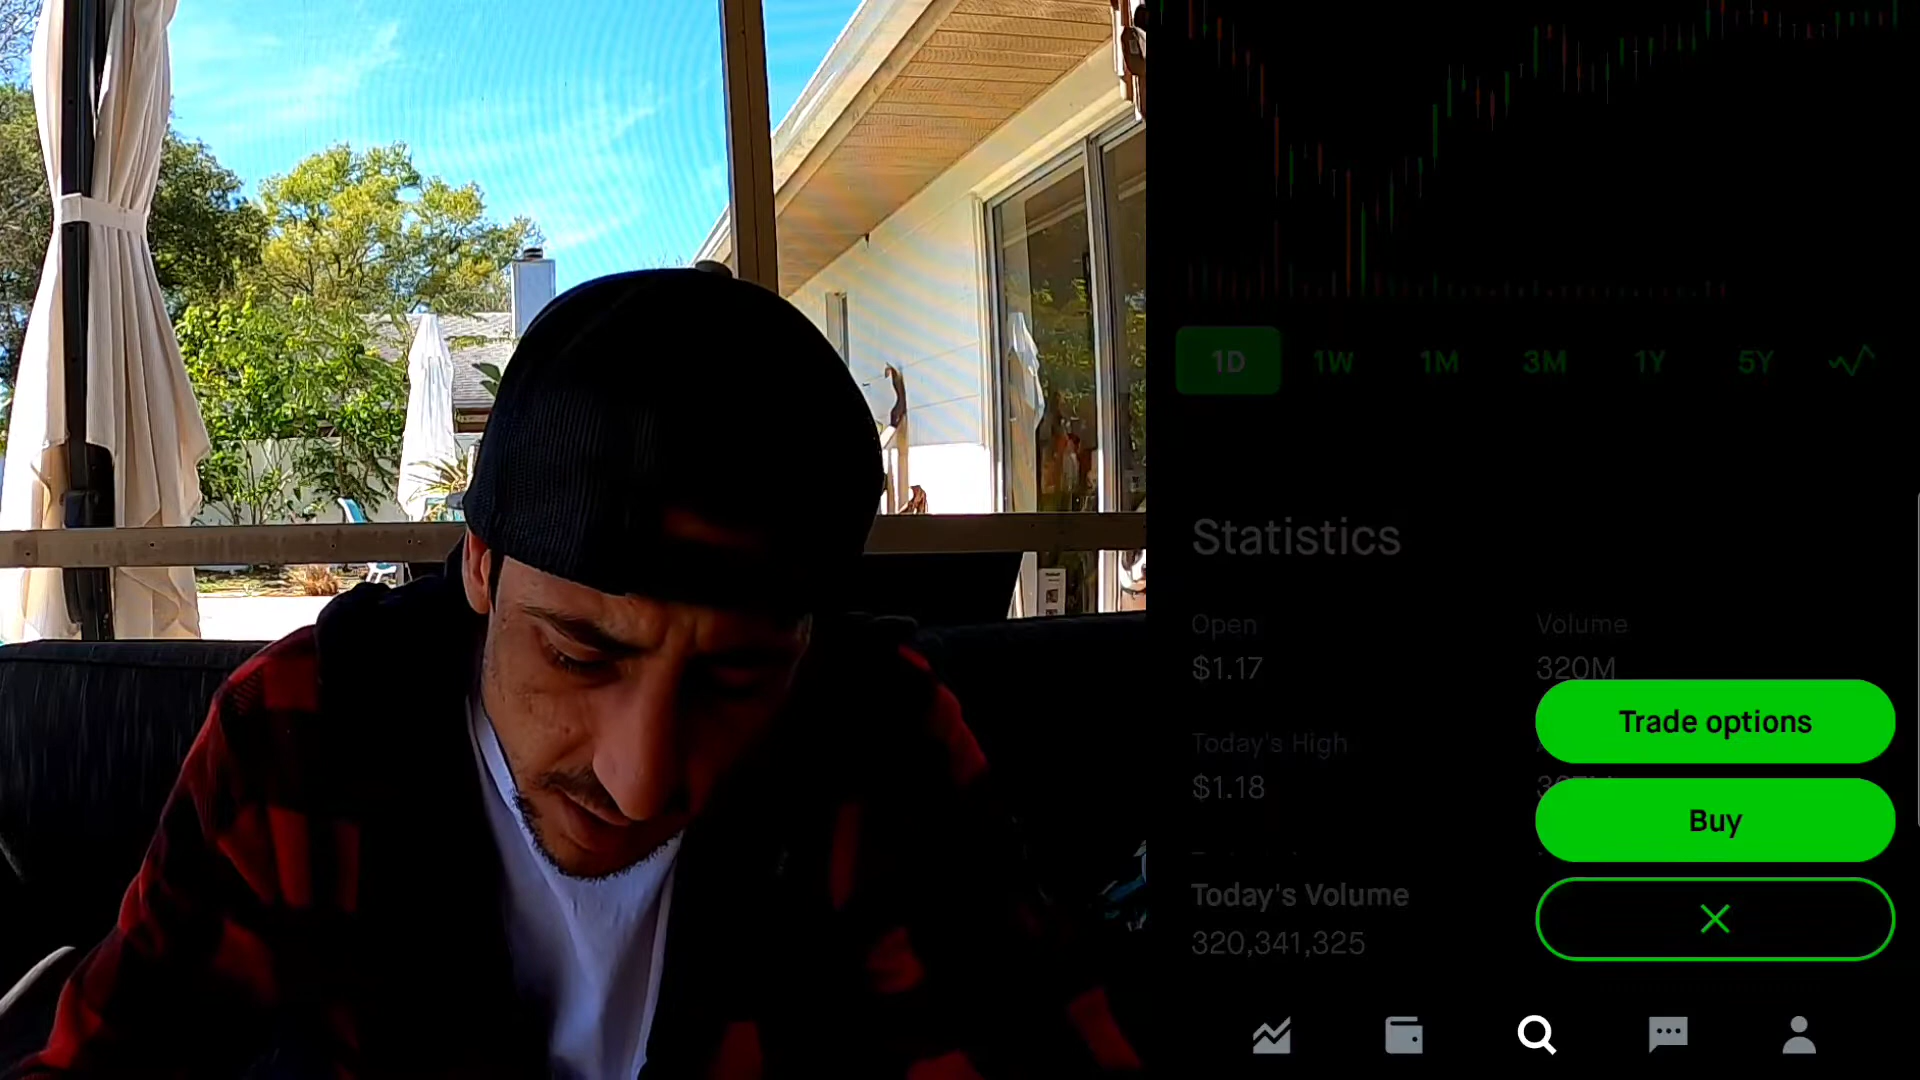 1D 1W 1M 3M 1Y 5Y
Statistics
Open
Volume
$1.17
320M
Trade options
Today's High
$1.18
Buy
Today's Volume
320,341,325